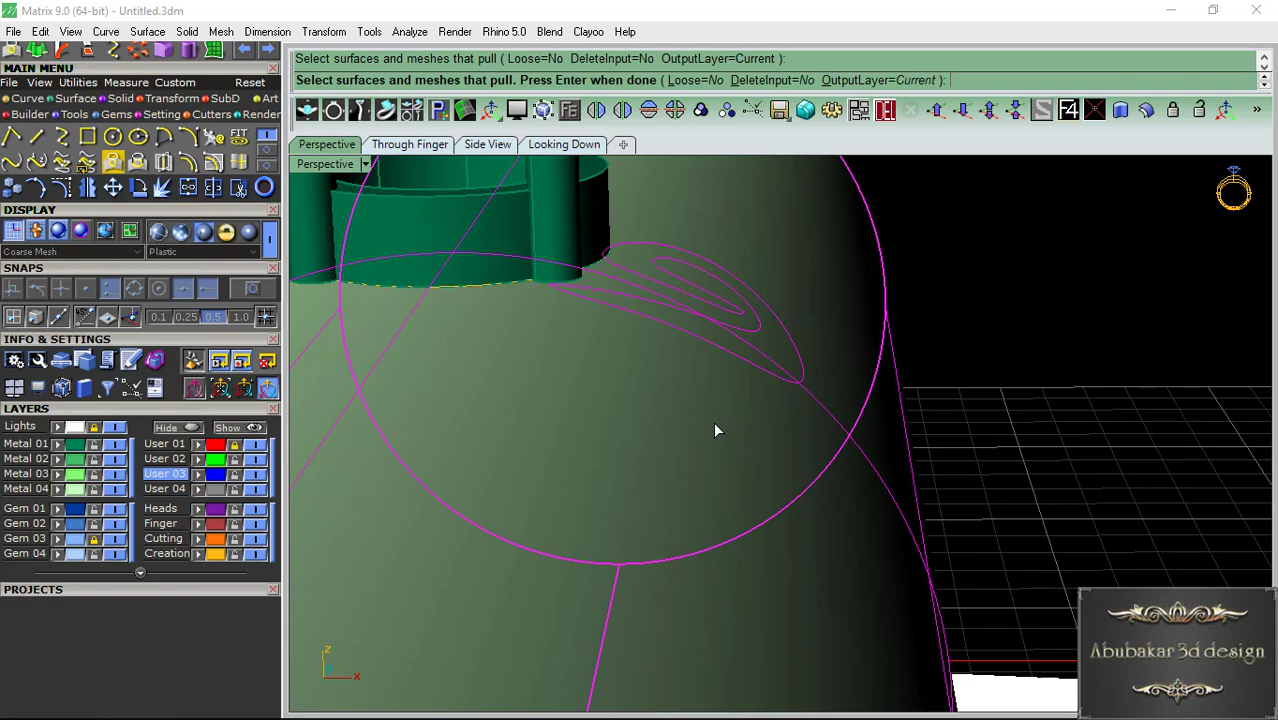 Matrix 9.0 (64-bit) - Untitled.3dm
File Edit View Curve Surface Solid Mesh Dimension Transform Tools Analyze Render Rhino 5.0 Blend Clayoo Help
Select surfaces and meshes that pull ( Loose=No DeleteInput=No OutputLayer=Current ):
Select surfaces and meshes that pull. Press Enter when done ( Loose=No DeleteInput=No OutputLayer=Current ):
MAIN MENU
File View Utilities Measure Custom Reset
Curve Surface Solid Transform SubD Art
Builder Tools Gems Setting Cutters Render
FIT
FE
F4
Perspective Through Finger Side View Looking Down
Perspective
DISPLAY
Coarse Mesh Plastic
SNAPS
0.1 0.25 0.5 1.0
INFO & SETTINGS
LAYERS
Lights Hide Show
Metal 01 User 01
Metal 02 User 02
Metal 03 User 03
Metal 04 User 04
Gem 01 Heads
Gem 02 Finger
Gem 03 Cutting
Gem 04 Creation
PROJECTS
z
x
Abubakar 3d design